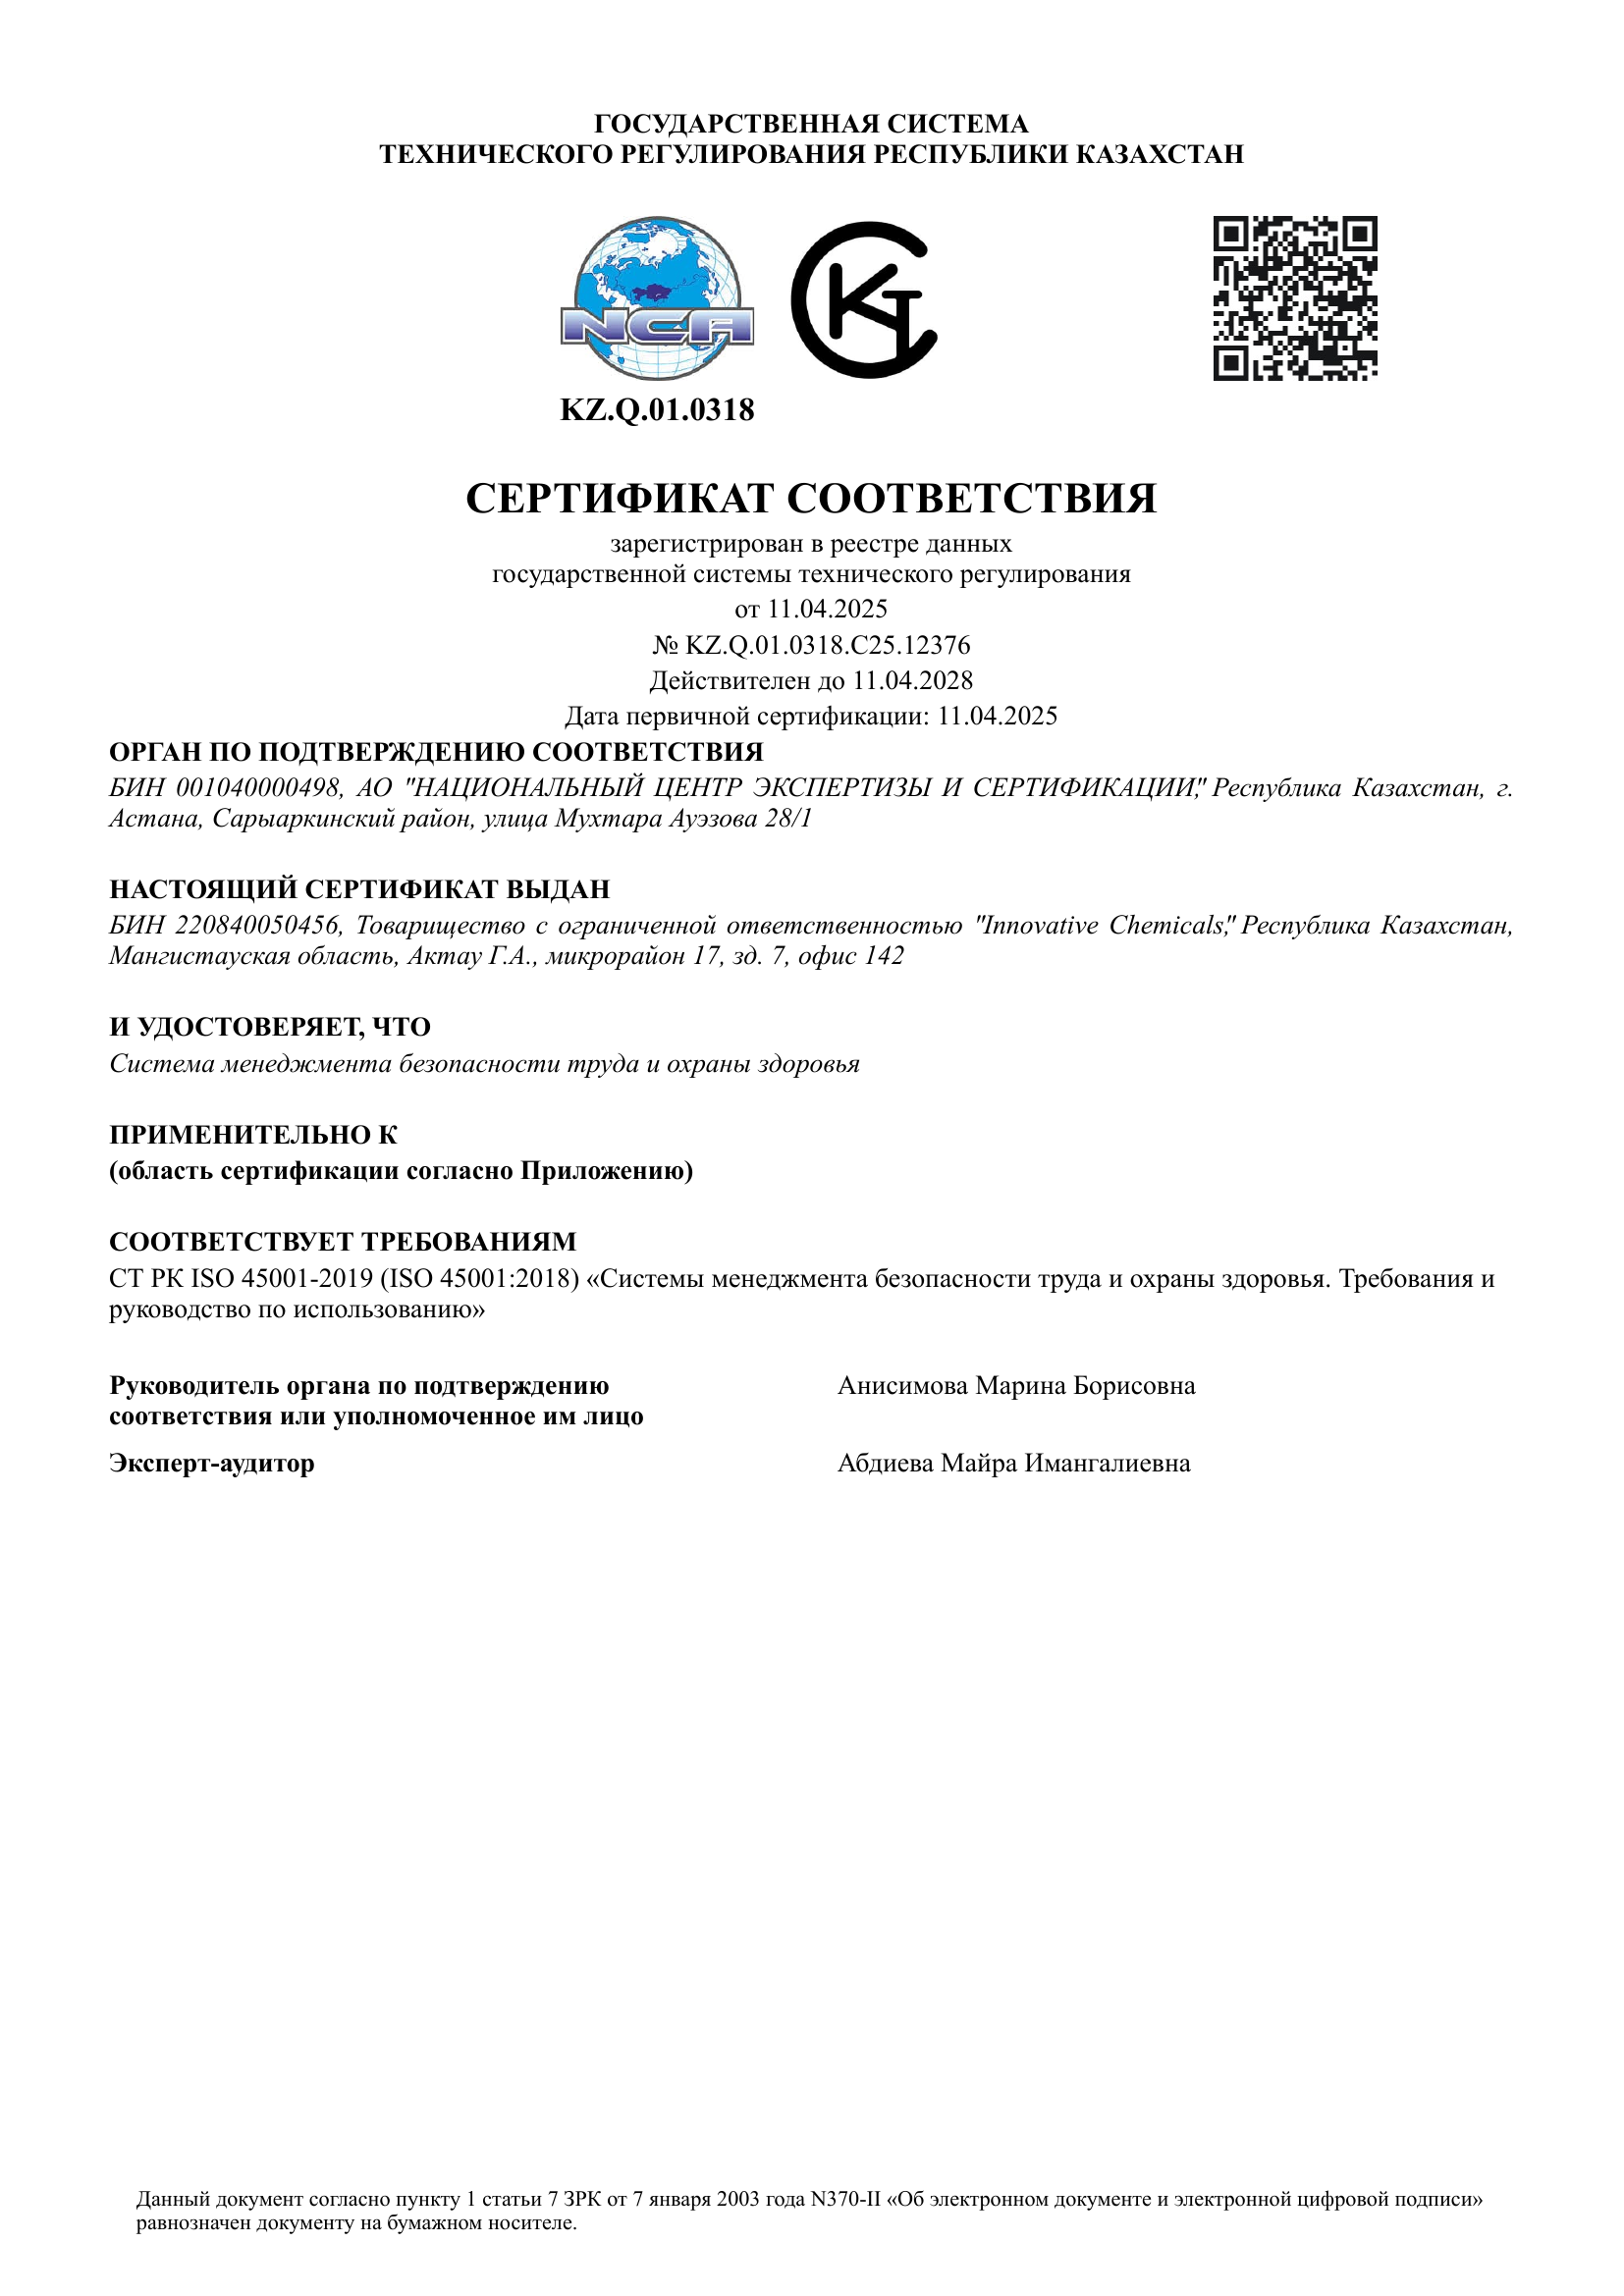 ГОСУДАРСТВЕННАЯ СИСТЕМА
ТЕХНИЧЕСКОГО РЕГУЛИРОВАНИЯ РЕСПУБЛИКИ КАЗАХСТАН
NCA
KZ.Q.01.0318
СЕРТИФИКАТ СООТВЕТСТВИЯ
зарегистрирован в реестре данных
государственной системы технического регулирования
от 11.04.2025
№ KZ.Q.01.0318.C25.12376
Действителен до 11.04.2028
Дата первичной сертификации: 11.04.2025
ОРГАН ПО ПОДТВЕРЖДЕНИЮ СООТВЕТСТВИЯ
БИН 001040000498, АО "НАЦИОНАЛЬНЫЙ ЦЕНТР ЭКСПЕРТИЗЫ И СЕРТИФИКАЦИИ," Республика Казахстан, г.
Астана, Сарыаркинский район, улица Мухтара Ауэзова 28/1
НАСТОЯЩИЙ СЕРТИФИКАТ ВЫДАН
БИН 220840050456, Товарищество с ограниченной ответственностью "Innovative Chemicals," Республика Казахстан,
Мангистауская область, Актау Г.А., микрорайон 17, зд. 7, офис 142
И УДОСТОВЕРЯЕТ, ЧТО
Система менеджмента безопасности труда и охраны здоровья
ПРИМЕНИТЕЛЬНО К
(область сертификации согласно Приложению)
СООТВЕТСТВУЕТ ТРЕБОВАНИЯМ
СТ РК ISO 45001-2019 (ISO 45001:2018) «Системы менеджмента безопасности труда и охраны здоровья. Требования и
руководство по использованию»
Руководитель органа по подтверждению Анисимова Марина Борисовна
соответствия или уполномоченное им лицо
Эксперт-аудитор Абдиева Майра Имангалиевна
Данный документ согласно пункту 1 статьи 7 ЗРК от 7 января 2003 года N370-II «Об электронном документе и электронной цифровой подписи»
равнозначен документу на бумажном носителе.